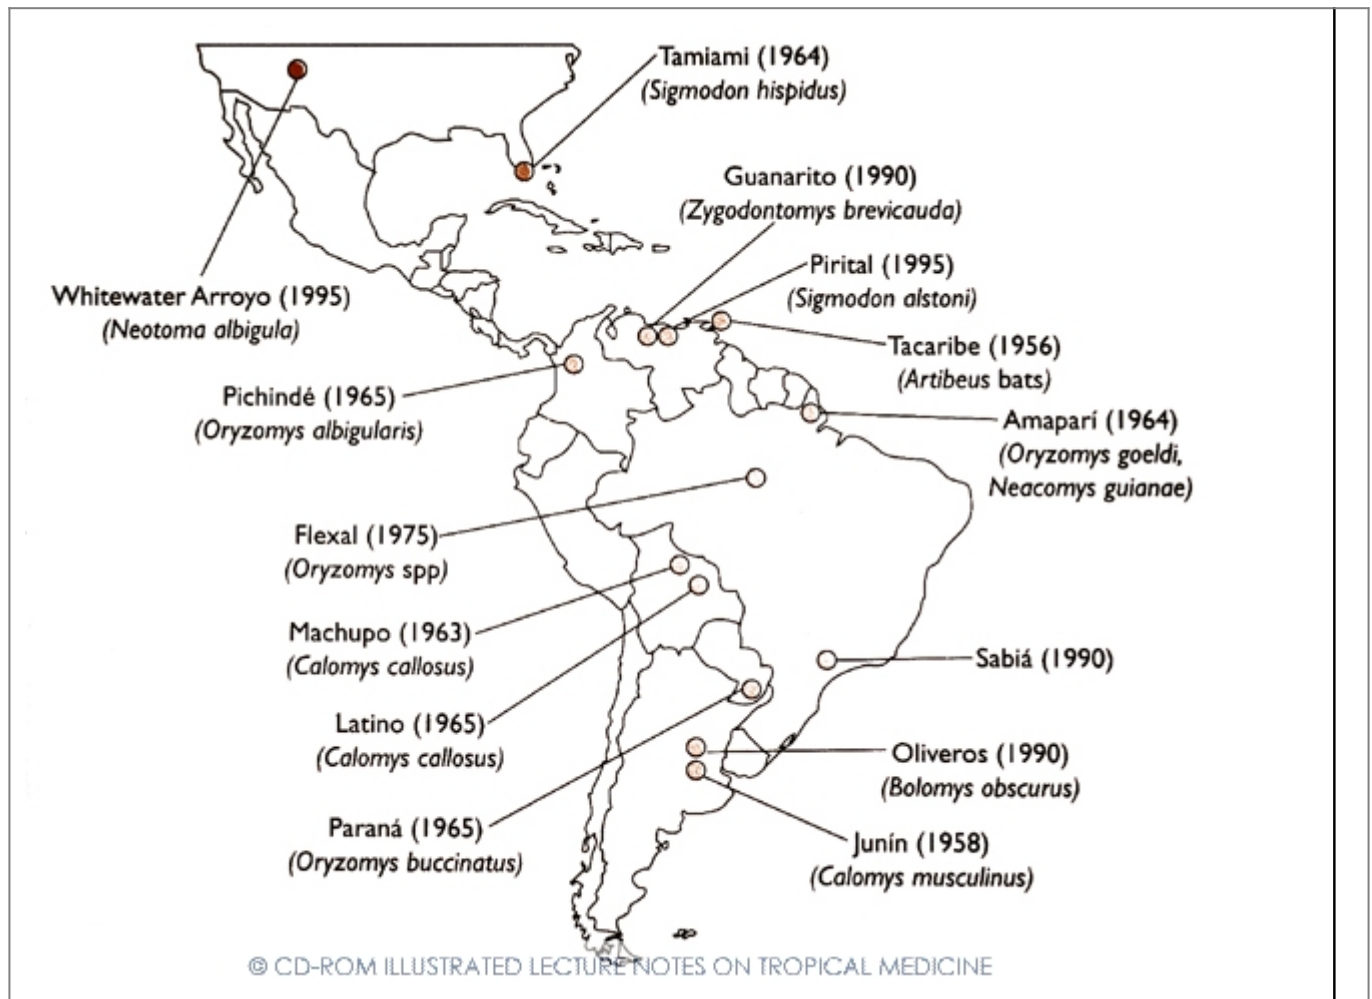 Tamiami (1964)
(Sigmodon hispidus)
Guanarito (1990)
(Zygodontomys brevicauda)
Pirital (1995)
(Sigmodon alstoni)
Whitewater Arroyo (1995)
(Neotoma albigula)
Tacaribe (1956)
(Artibeus bats)
Pichindé (1965)
(Oryzomys albigularis)
Amaparí (1964)
(Oryzomys goeldi,
Neacomys guianae)
Flexal (1975)
(Oryzomys spp)
Machupo (1963)
(Calomys callosus)
Sabiá (1990)
Latino (1965)
(Calomys callosus)
Oliveros (1990)
(Bolomys obscurus)
Paraná (1965)
(Oryzomys buccinatus)
Junín (1958)
(Calomys musculinus)
© CD-ROM ILLUSTRATED LECTURE NOTES ON TROPICAL MEDICINE